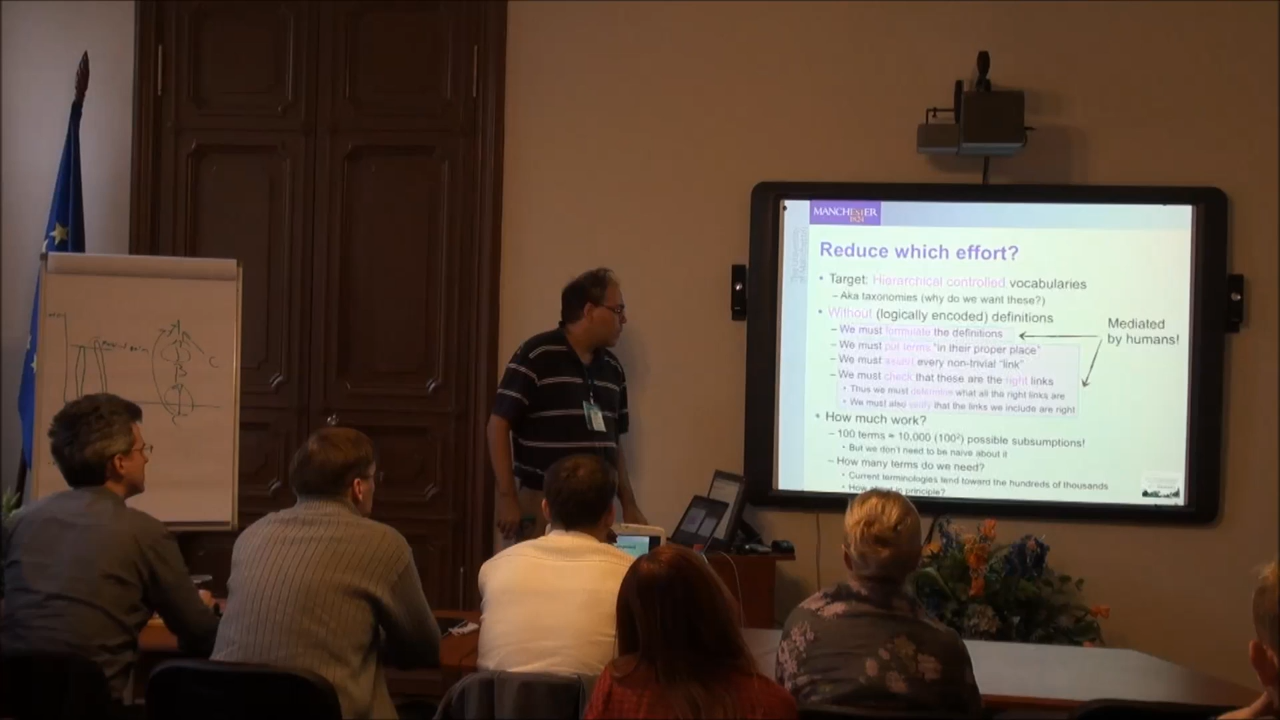 MANCHESTER
1824
Reduce which effort?
• Target: Hierarchical controlled vocabularies
– Aka taxonomies (why do we want these?)
• Without (logically encoded) definitions
– We must formulate the definitions
– We must put terms "in their proper place"
– We must assert every non-trivial "link"
– We must check that these are the right links
• Thus we must determine what all the right links are
• We must also verify that the links we include are right
Mediated
by humans!
• How much work?
– 100 terms ≈ 10,000 (100²) possible subsumptions!
• But we don't need to be naive about it
– How many terms do we need?
• Current terminologies tend toward the hundreds of thousands
• How about in principle?
C